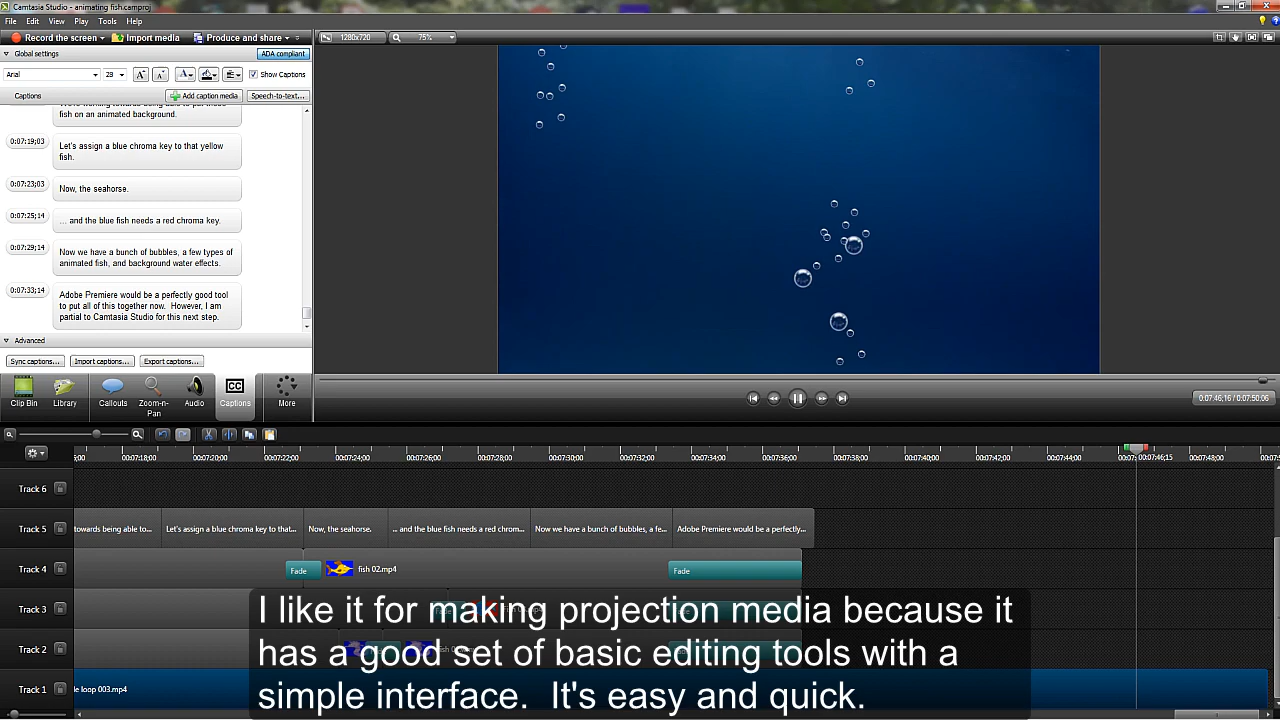 Camtasia Studio - animating fish.camproj
File Edit View Play Tools Help
Record the screen Import media Produce and share
1280x720 75%
Global settings ADA compliant
Arial 28 Show Captions
Captions Add caption media Speech-to-text...
fish on an animated background.
0:07:19;03 Let's assign a blue chroma key to that yellow
fish.
0:07:23;03 Now, the seahorse.
0:07:25;14 ... and the blue fish needs a red chroma key.
0:07:29;14 Now we have a bunch of bubbles, a few types of
animated fish, and background water effects.
0:07:33;14 Adobe Premiere would be a perfectly good tool
to put all of this together now. However, I am
partial to Camtasia Studio for this next step.
Advanced
Sync captions... Import captions... Export captions...
Clip Bin Library Callouts Zoom-n-
Pan Audio CC
Captions More
0:07:46;16 / 0:07:50;06
00:07:18;00 00:07:20;00 00:07:22;00 00:07:24;00 00:07:26;00 00:07:28;00 00:07:30;00 00:07:32;00 00:07:34;00 00:07:36;00 00:07:38;00 00:07:40;00 00:07:42;00 00:07:44;00 00:07:46;15 00:07:48;00
Track 6
Track 5 towards being able to... Let's assign a blue chroma key to that... Now, the seahorse. ... and the blue fish needs a red chrom... Now we have a bunch of bubbles, a fe... Adobe Premiere would be a perfectly...
Track 4 Fade fish 02.mp4 Fade
Track 3
Track 2
Track 1 le loop 003.mp4
I like it for making projection media because it
has a good set of basic editing tools with a
simple interface. It's easy and quick.